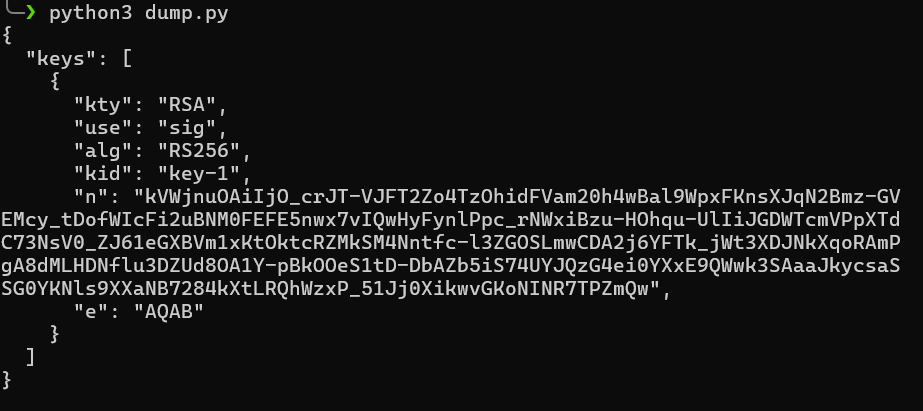 ❯ python3 dump.py
{
  "keys": [
    {
      "kty": "RSA",
      "use": "sig",
      "alg": "RS256",
      "kid": "key-1",
      "n": "kVWjnuOAiIjO_crJT-VJFT2Zo4TzOhidFVam20h4wBal9WpxFKnsXJqN2Bmz-GV
EMcy_tDofWIcFi2uBNM0FEFE5nwx7vIQwHyFynlPpc_rNWxiBzu-HOhqu-UlIiJGDWTcmVPpXTd
C73NsV0_ZJ61eGXBVm1xKtOktcRZMkSM4Nntfc-l3ZGOSLmwCDA2j6YFTk_jWt3XDJNkXqoRAmP
gA8dMLHDNflu3DZUd8OA1Y-pBkOOeS1tD-DbAZb5iS74UYJQzG4ei0YXxE9QWwk3SAaaJkycsaS
SG0YKNls9XXaNB7284kXtLRQhWzxP_51Jj0XikwvGKoNINR7TPZmQw",
      "e": "AQAB"
    }
  ]
}